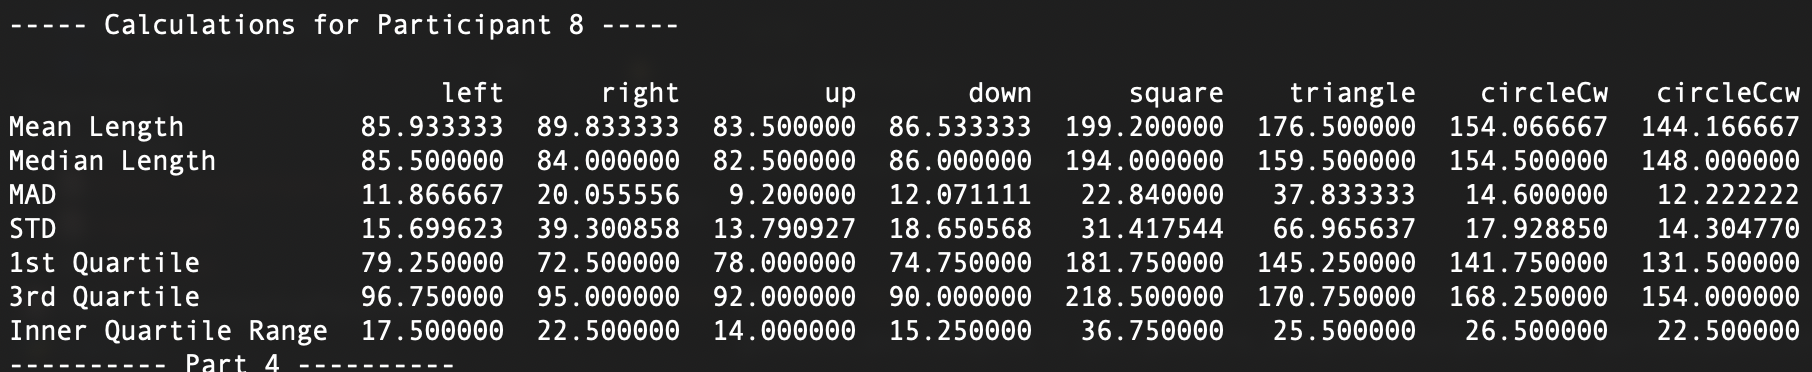 ----- Calculations for Participant 8 -----
left right up down square triangle circleCw circleCcw
Mean Length 85.933333 89.833333 83.500000 86.533333 199.200000 176.500000 154.066667 144.166667
Median Length 85.500000 84.000000 82.500000 86.000000 194.000000 159.500000 154.500000 148.000000
MAD 11.866667 20.055556 9.200000 12.071111 22.840000 37.833333 14.600000 12.222222
STD 15.699623 39.300858 13.790927 18.650568 31.417544 66.965637 17.928850 14.304770
1st Quartile 79.250000 72.500000 78.000000 74.750000 181.750000 145.250000 141.750000 131.500000
3rd Quartile 96.750000 95.000000 92.000000 90.000000 218.500000 170.750000 168.250000 154.000000
Inner Quartile Range 17.500000 22.500000 14.000000 15.250000 36.750000 25.500000 26.500000 22.500000
---------- Part 4 ----------